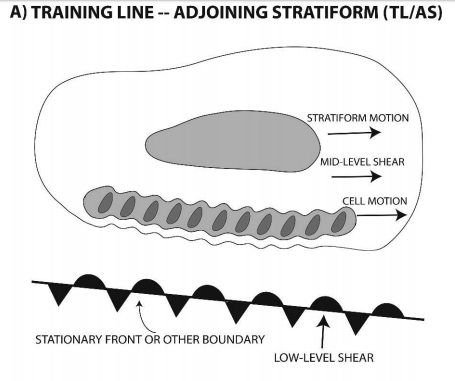 A) TRAINING LINE -- ADJOINING STRATIFORM (TL/AS)
STRATIFORM MOTION
MID-LEVEL SHEAR
CELL MOTION
STATIONARY FRONT OR OTHER BOUNDARY
LOW-LEVEL SHEAR